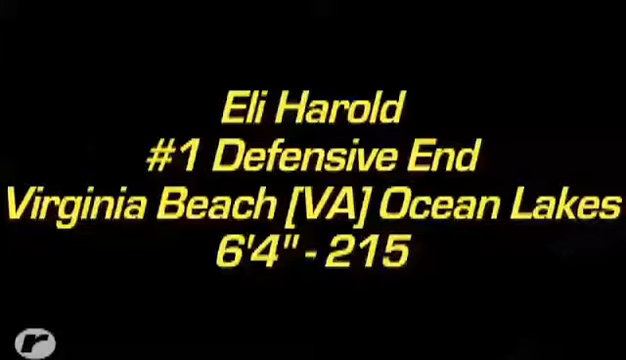 Eli Harold
#1 Defensive End
Virginia Beach [VA] Ocean Lakes
6'4" - 215
r